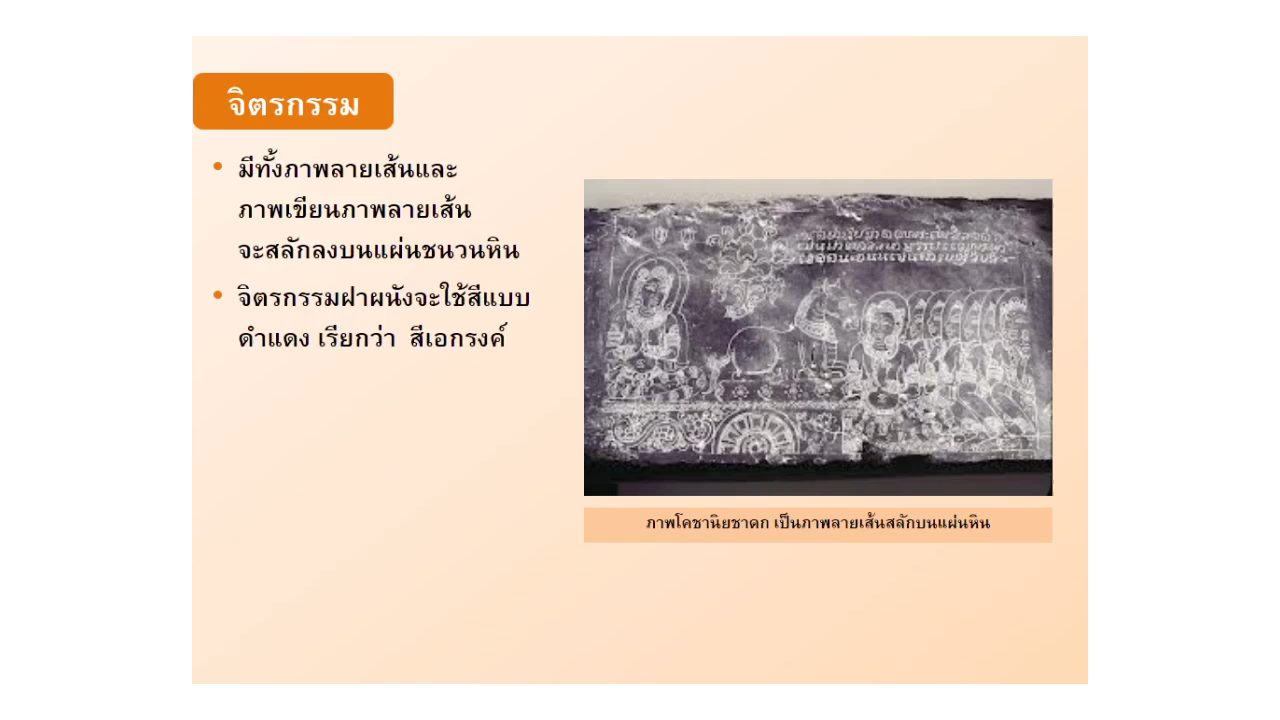 จิตรกรรม
• มีทั้งภาพลายเส้นและ
ภาพเขียนภาพลายเส้น
จะสลักลงบนแผ่นชนวนหิน
• จิตรกรรมฝาผนังจะใช้สีแบบ
ดำแดง เรียกว่า สีเอกรงค์
ภาพโคชานิยชาดก เป็นภาพลายเส้นสลักบนแผ่นหิน